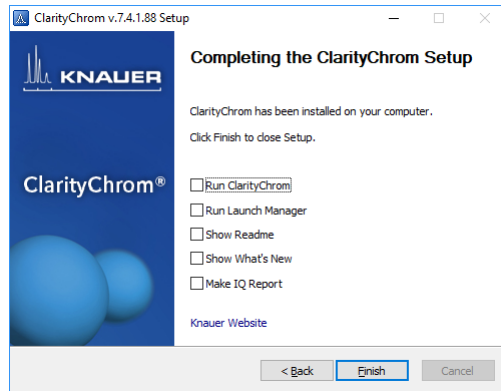 ClarityChrom v.7.4.1.88 Setup
KNAUER
Completing the ClarityChrom Setup
ClarityChrom has been installed on your computer.
Click Finish to close Setup.
ClarityChrom®
Run ClarityChrom
Run Launch Manager
Show Readme
Show What's New
Make IQ Report
Knauer Website
< Back
Finish
Cancel